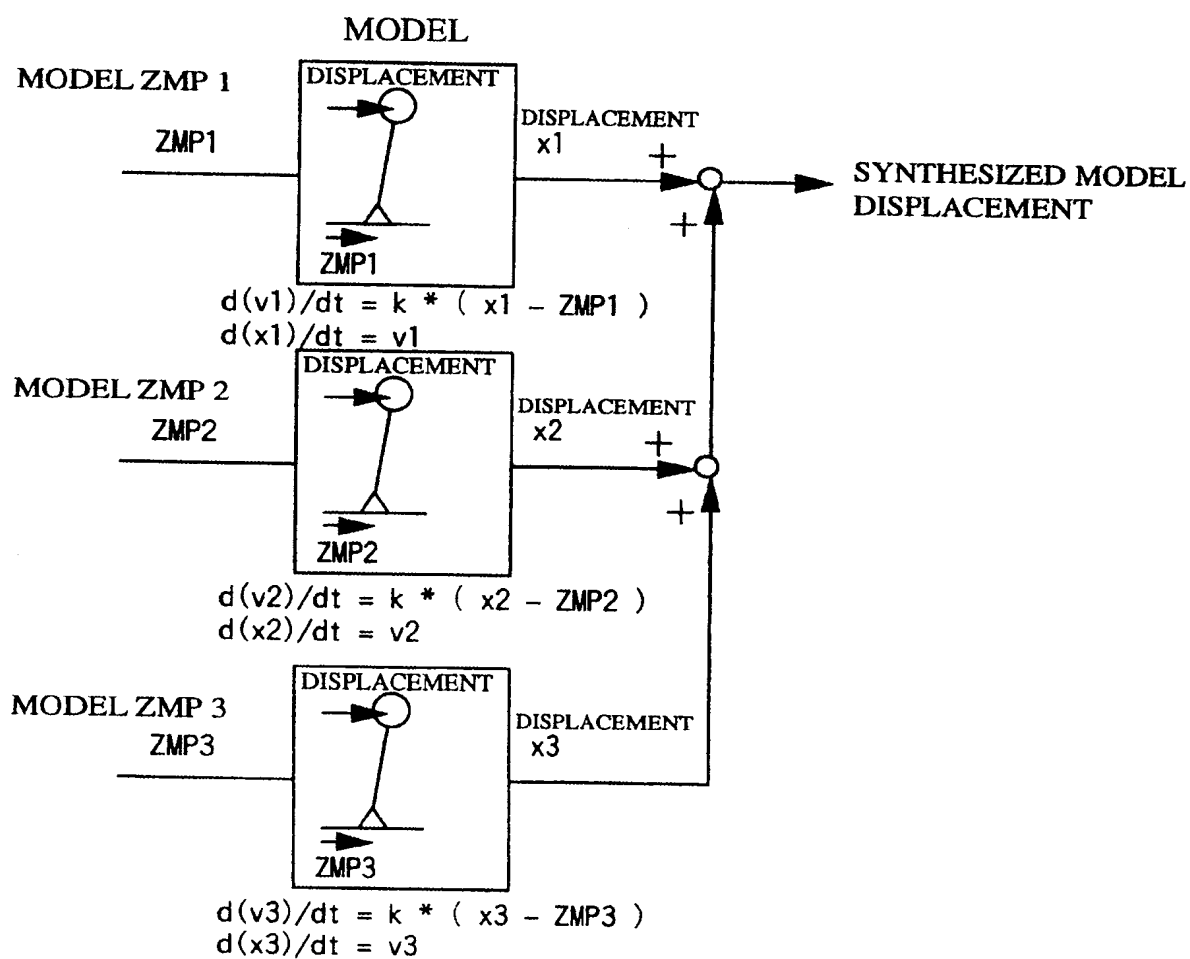 MODEL
MODEL ZMP 1
ZMP1
DISPLACEMENT
ZMP1
DISPLACEMENT
x1
+
+
SYNTHESIZED MODEL
DISPLACEMENT
d(v1)/dt = k * ( x1 - ZMP1 )
d(x1)/dt = v1
MODEL ZMP 2
ZMP2
DISPLACEMENT
ZMP2
DISPLACEMENT
x2
+
+
d(v2)/dt = k * ( x2 - ZMP2 )
d(x2)/dt = v2
MODEL ZMP 3
ZMP3
DISPLACEMENT
ZMP3
DISPLACEMENT
x3
d(v3)/dt = k * ( x3 - ZMP3 )
d(x3)/dt = v3